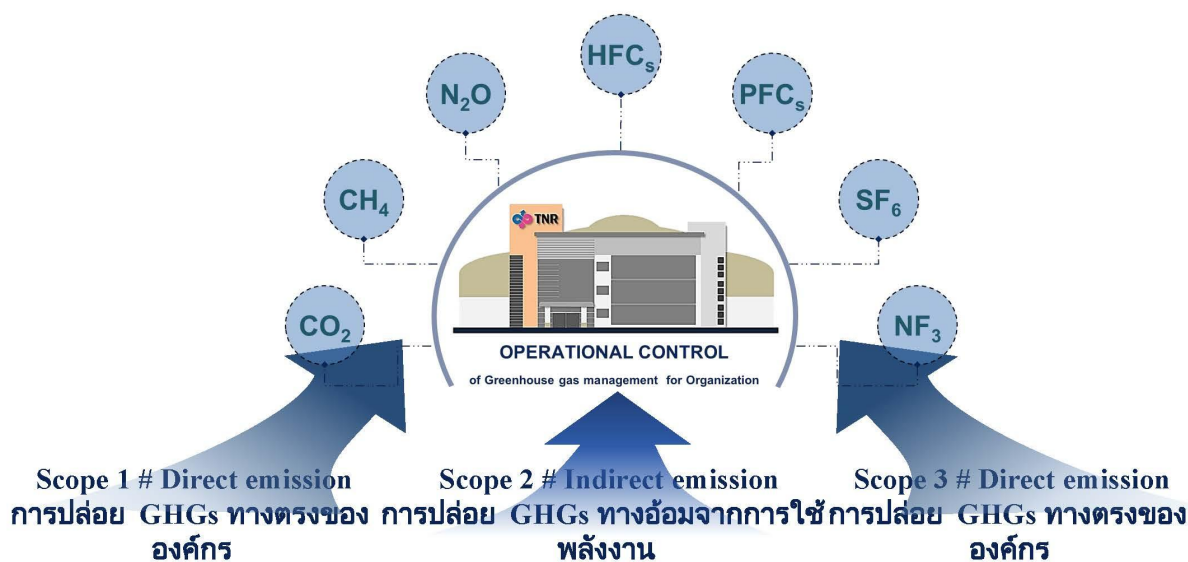 HFCs
N₂O
PFCs
CH₄
SF₆
TNR
CO₂
NF₃
OPERATIONAL CONTROL
of Greenhouse gas management for Organization
Scope 1 # Direct emission
การปล่อย GHGs ทางตรงของ
องค์กร
Scope 2 # Indirect emission
การปล่อย GHGs ทางอ้อมจากการใช้
พลังงาน
Scope 3 # Direct emission
การปล่อย GHGs ทางตรงของ
องค์กร